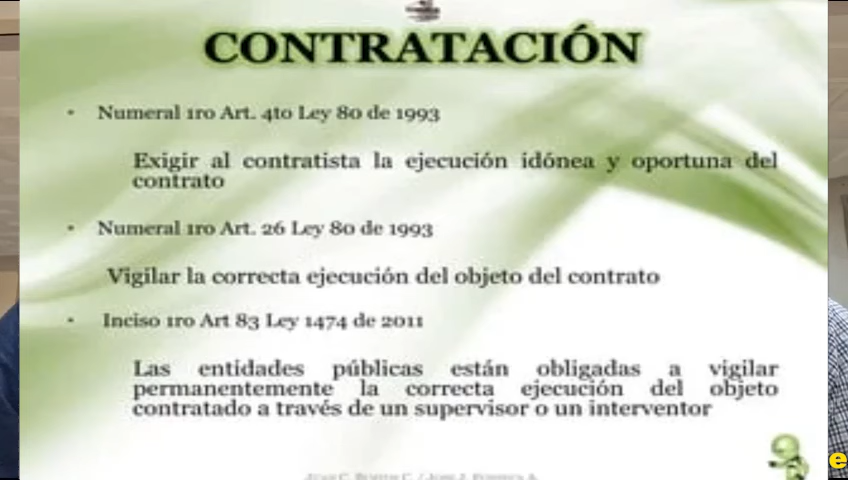 CONTRATACIÓN
• Numeral 1ro Art. 4to Ley 80 de 1993
Exigir al contratista la ejecución idónea y oportuna del
contrato
• Numeral 1ro Art. 26 Ley 80 de 1993
Vigilar la correcta ejecución del objeto del contrato
• Inciso 1ro Art 83 Ley 1474 de 2011
Las entidades públicas están obligadas a vigilar
permanentemente la correcta ejecución del objeto
contratado a través de un supervisor o un interventor
e